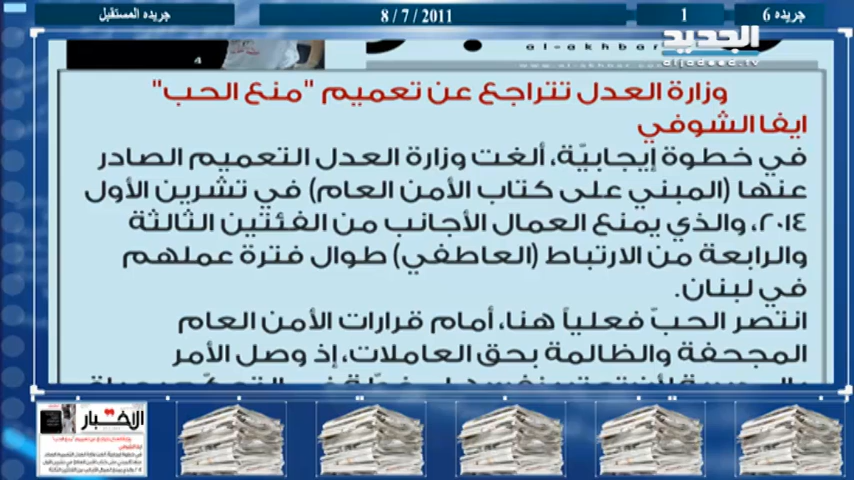 جريده 6
1
8 / 7 / 2011
جريده المستقبل
الجديد
aljadeed.tv
al-akhbar
وزارة العدل تتراجع عن تعميم "منع الحب"
ايفا الشوفي
في خطوة إيجابيّة، ألغت وزارة العدل التعميم الصادر
عنها (المبني على كتاب الأمن العام) في تشرين الأول
٢٠١٤، والذي يمنع العمال الأجانب من الفئتين الثالثة
والرابعة من الارتباط (العاطفي) طوال فترة عملهم
في لبنان.
انتصر الحبّ فعلياً هنا، أمام قرارات الأمن العام
المجحفة والظالمة بحق العاملات، إذ وصل الأمر
الأخبار